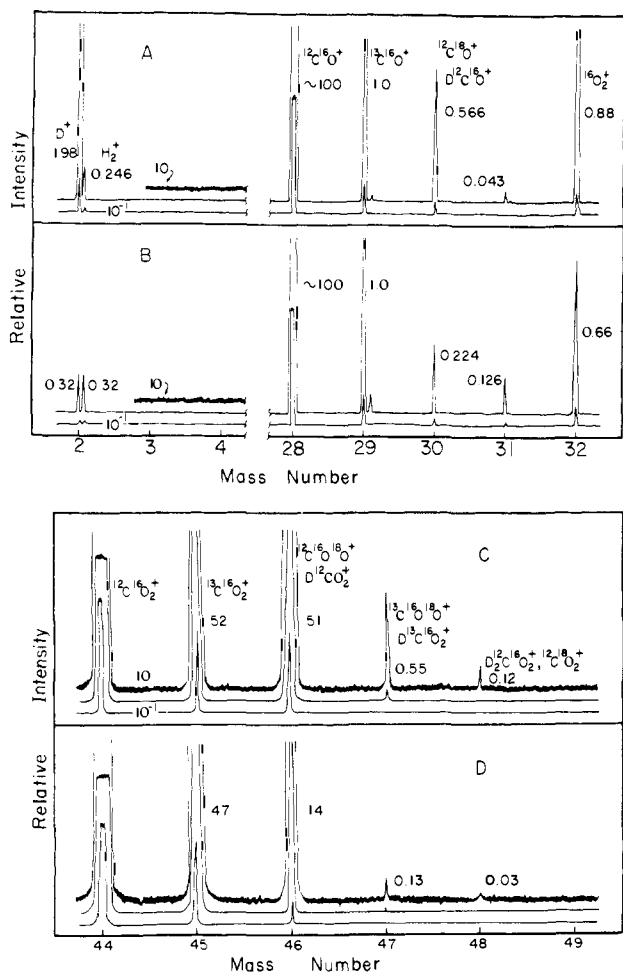 A
¹²C¹⁶O⁺ ¹³C¹⁶O⁺ ¹²C¹⁸O⁺ ¹⁶O₂⁺
D¹²C¹⁶O⁺
~100 1.0 0.566 0.88
D⁺
1.98 H₂⁺
0.246 10 0.043
10⁻¹
Intensity
B
~100 1.0 0.66
0.32 0.32 10 0.224 0.126
10⁻¹
Relative
2 3 4 28 29 30 31 32
Mass Number
C
¹²C¹⁶O₂⁺ ¹³C¹⁶O₂⁺ ¹²C¹⁶O¹⁸O⁺
D¹²CO₂⁺
52 51 ¹³C¹⁶O¹⁸O⁺
D¹³C¹⁶O₂⁺
0.55 D₂¹²C¹⁶O₂⁺, ¹²C¹⁸O₂⁺
0.12
10
10⁻¹
Intensity
D
47 14
0.13 0.03
Relative
44 45 46 47 48 49
Mass Number